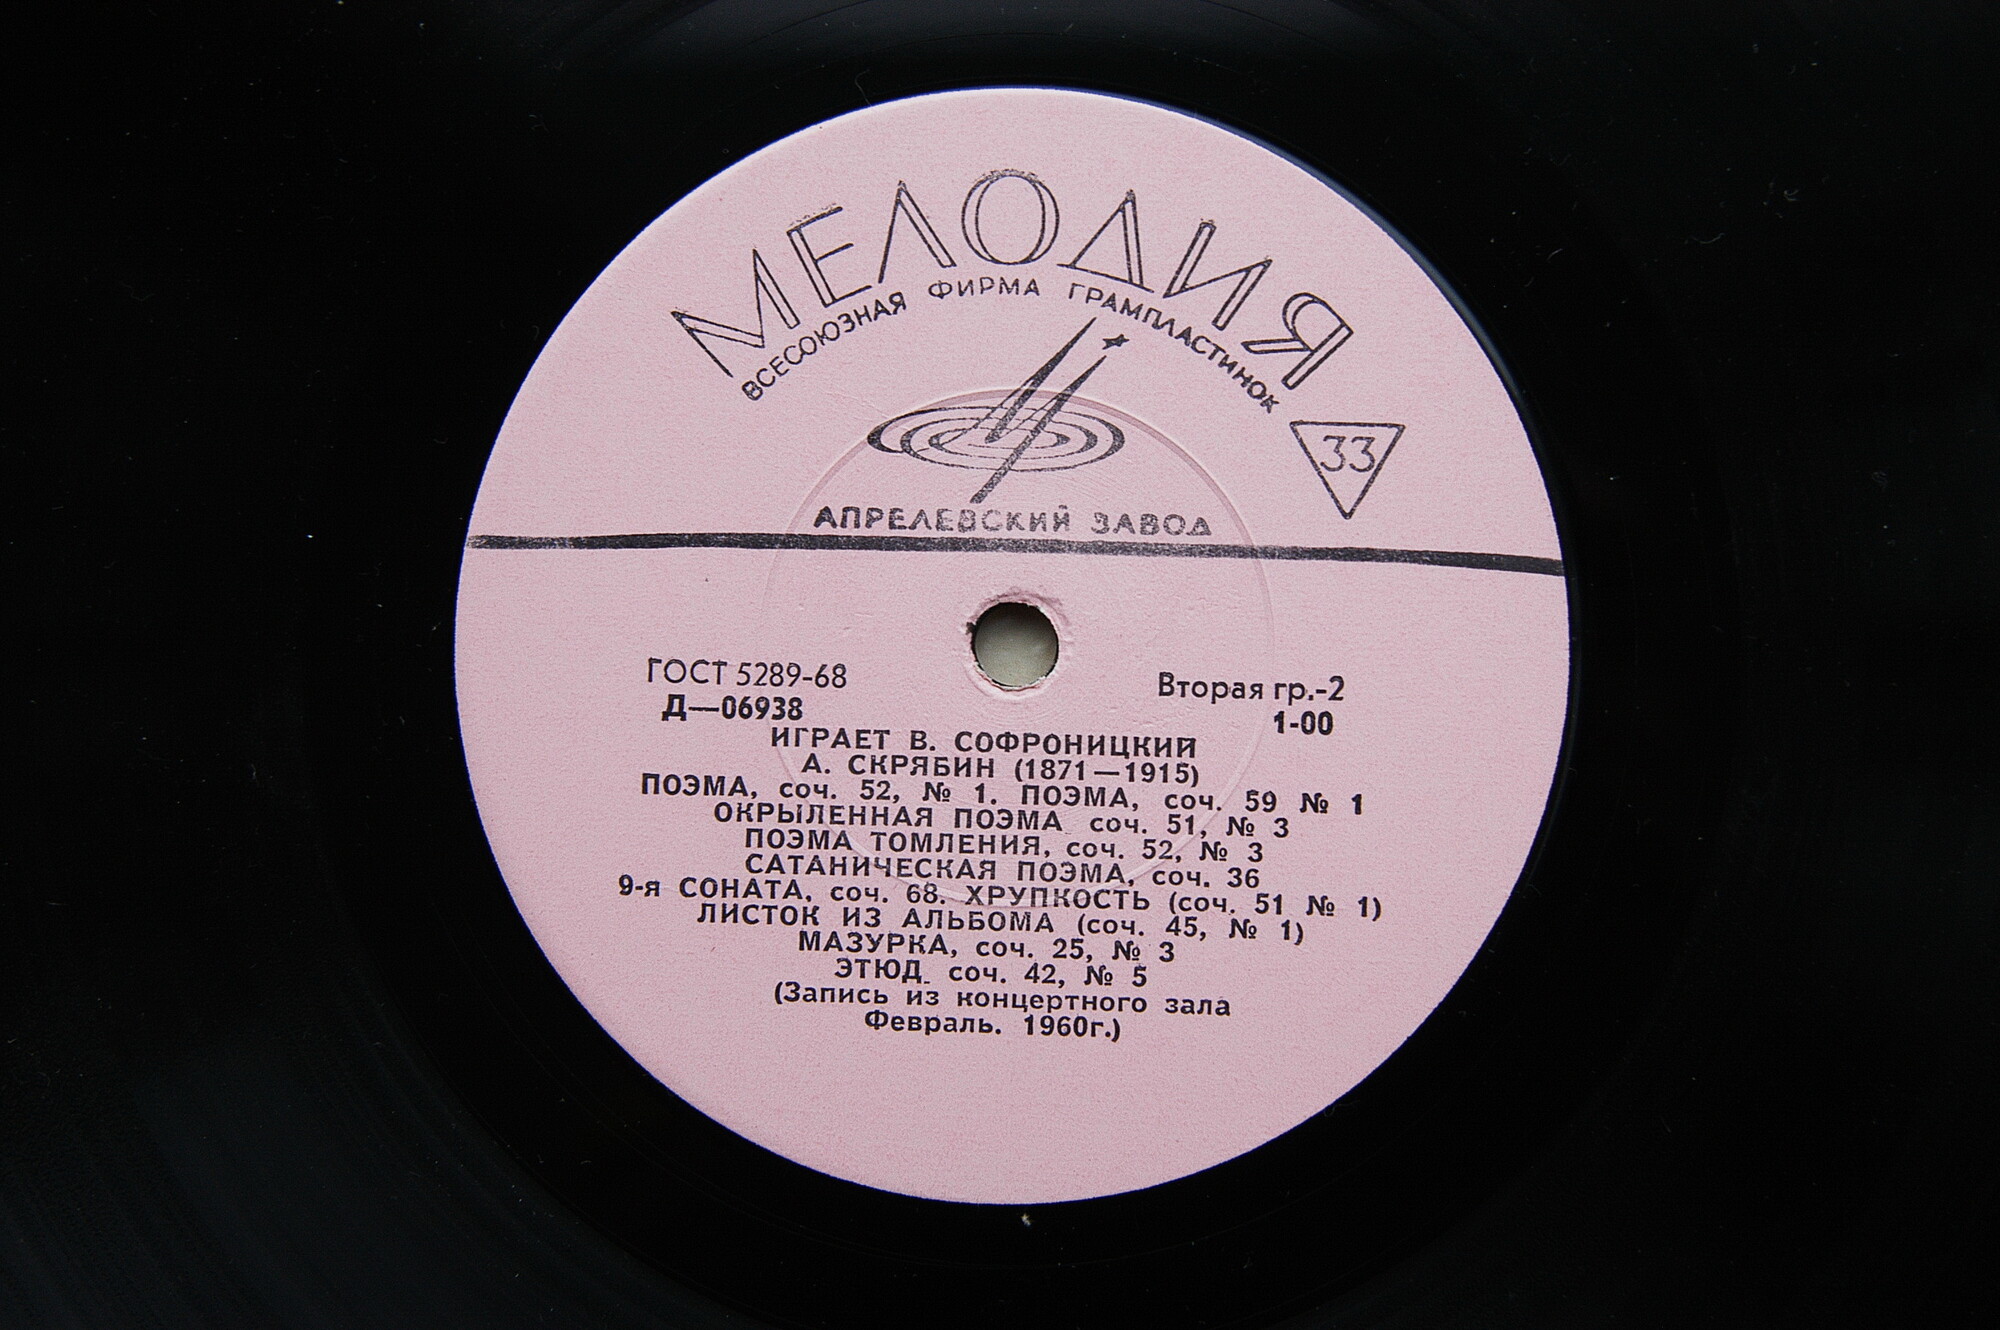 МЕЛОДИЯ
ВСЕСОЮЗНАЯ ФИРМА ГРАМПЛАСТИНОК
33
АПРЕЛЕВСКИЙ ЗАВОД
ГОСТ 5289-68
Вторая гр.-2
Д—06938
1-00
ИГРАЕТ В. СОФРОНИЦКИЙ
А. СКРЯБИН (1871—1915)
ПОЭМА, соч. 52, № 1. ПОЭМА, соч. 59 № 1
ОКРЫЛЕННАЯ ПОЭМА соч. 51, № 3
ПОЭМА ТОМЛЕНИЯ, соч. 52, № 3
САТАНИЧЕСКАЯ ПОЭМА, соч. 36
9-я СОНАТА, соч. 68. ХРУПКОСТЬ (соч. 51 № 1)
ЛИСТОК ИЗ АЛЬБОМА (соч. 45, № 1)
МАЗУРКА, соч. 25, № 3
ЭТЮД. соч. 42, № 5
(Запись из концертного зала
Февраль. 1960г.)